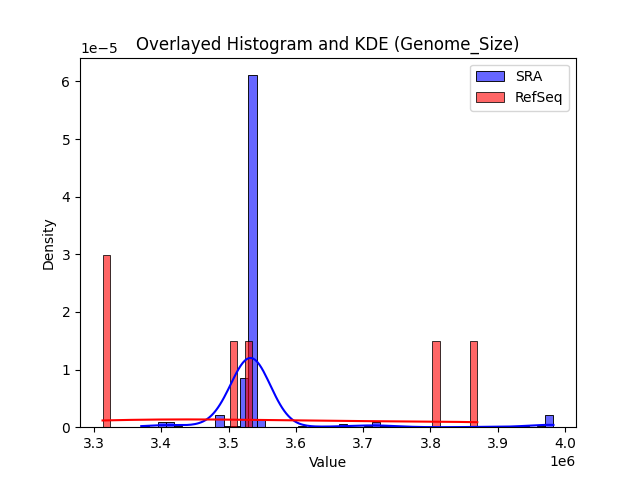 Overlayed Histogram and KDE (Genome_Size)
1e−5
SRA
RefSeq
6
5
4
3
2
1
0
Density
3.3 3.4 3.5 3.6 3.7 3.8 3.9 4.0
1e6
Value